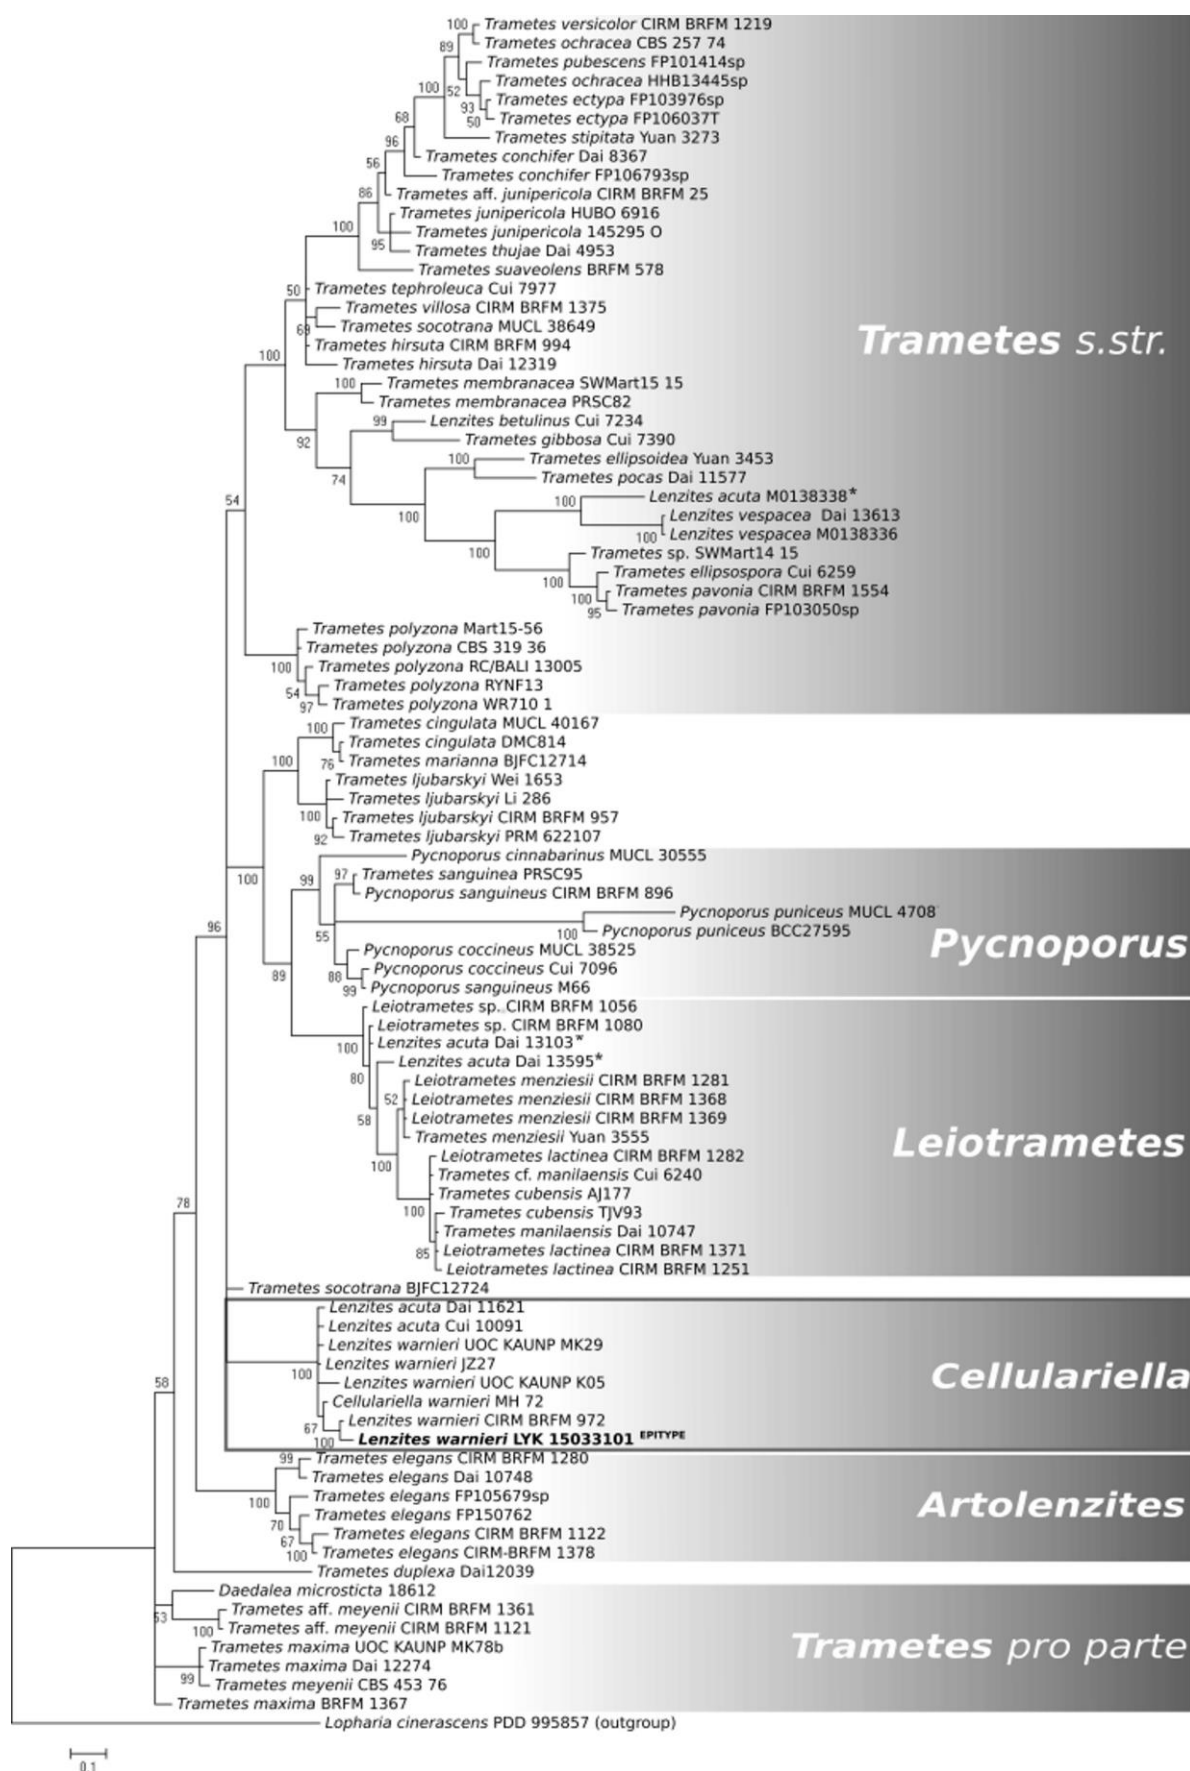 100 Trametes versicolor CIRM BRFM 1219
Trametes ochracea CBS 257 74
89
Trametes pubescens FP101414sp
Trametes ochracea HHB13445sp
100 52
Trametes ectypa FP103976sp
93
50 Trametes ectypa FP106037T
68
Trametes stipitata Yuan 3273
96
Trametes conchifer Dai 8367
56
Trametes conchifer FP106793sp
86
Trametes aff. junipericola CIRM BRFM 25
Trametes junipericola HUBO 6916
100
Trametes junipericola 145295 O
95
Trametes thujae Dai 4953
Trametes suaveolens BRFM 578
50 Trametes tephroleuca Cui 7977
Trametes villosa CIRM BRFM 1375
69 Trametes socotrana MUCL 38649
Trametes s.str.
Trametes hirsuta CIRM BRFM 994
100
Trametes hirsuta Dai 12319
100 Trametes membranacea SWMart15 15
Trametes membranacea PRSC82
99 Lenzites betulinus Cui 7234
92
Trametes gibbosa Cui 7390
100 Trametes ellipsoidea Yuan 3453
74
Trametes pocas Dai 11577
54
100 Lenzites acuta M0138338*
100
Lenzites vespacea Dai 13613
100 Lenzites vespacea M0138336
100
Trametes sp. SWMart14 15
100
Trametes ellipsospora Cui 6259
100 Trametes pavonia CIRM BRFM 1554
95 Trametes pavonia FP103050sp
Trametes polyzona Mart15-56
Trametes polyzona CBS 319 36
100 Trametes polyzona RC/BALI 13005
54 Trametes polyzona RYNF13
97 Trametes polyzona WR710 1
100 Trametes cingulata MUCL 40167
Trametes cingulata DMC814
100 76 Trametes marianna BJFC12714
Trametes ljubarskyi Wei 1653
Trametes ljubarskyi Li 286
100 Trametes ljubarskyi CIRM BRFM 957
92 Trametes ljubarskyi PRM 622107
Pycnoporus cinnabarinus MUCL 30555
100 99 97 Trametes sanguinea PRSC95
Pycnoporus sanguineus CIRM BRFM 896
Pycnoporus puniceus MUCL 4708
96 55 100 Pycnoporus puniceus BCC27595
Pycnoporus
Pycnoporus coccineus MUCL 38525
89 88 Pycnoporus coccineus Cui 7096
99 Pycnoporus sanguineus M66
Leiotrametes sp. CIRM BRFM 1056
Leiotrametes sp. CIRM BRFM 1080
100 Lenzites acuta Dai 13103*
Lenzites acuta Dai 13595*
80
Leiotrametes menziesii CIRM BRFM 1281
52 Leiotrametes menziesii CIRM BRFM 1368
58 Leiotrametes menziesii CIRM BRFM 1369
Trametes menziesii Yuan 3555
Leiotrametes
100 Leiotrametes lactinea CIRM BRFM 1282
Trametes cf. manilaensis Cui 6240
Trametes cubensis AJ177
78 100 Trametes cubensis TJV93
Trametes manilaensis Dai 10747
85 Leiotrametes lactinea CIRM BRFM 1371
Leiotrametes lactinea CIRM BRFM 1251
Trametes socotrana BJFC12724
Lenzites acuta Dai 11621
Lenzites acuta Cui 10091
Lenzites warnieri UOC KAUNP MK29
Lenzites warnieri JZ27
100
Cellulariella
58 Lenzites warnieri UOC KAUNP K05
Cellulariella warnieri MH 72
67 Lenzites warnieri CIRM BRFM 972
100 Lenzites warnieri LYK 15033101 EPITYPE
99 Trametes elegans CIRM BRFM 1280
Trametes elegans Dai 10748
100 Trametes elegans FP105679sp
Artolenzites
70 Trametes elegans FP150762
67 Trametes elegans CIRM BRFM 1122
100 Trametes elegans CIRM-BRFM 1378
Trametes duplexa Dai12039
Daedalea microsticta 18612
53 Trametes aff. meyenii CIRM BRFM 1361
100 Trametes aff. meyenii CIRM BRFM 1121
Trametes maxima UOC KAUNP MK78b
Trametes pro parte
Trametes maxima Dai 12274
99 Trametes meyenii CBS 453 76
Trametes maxima BRFM 1367
Lopharia cinerascens PDD 995857 (outgroup)
0.1